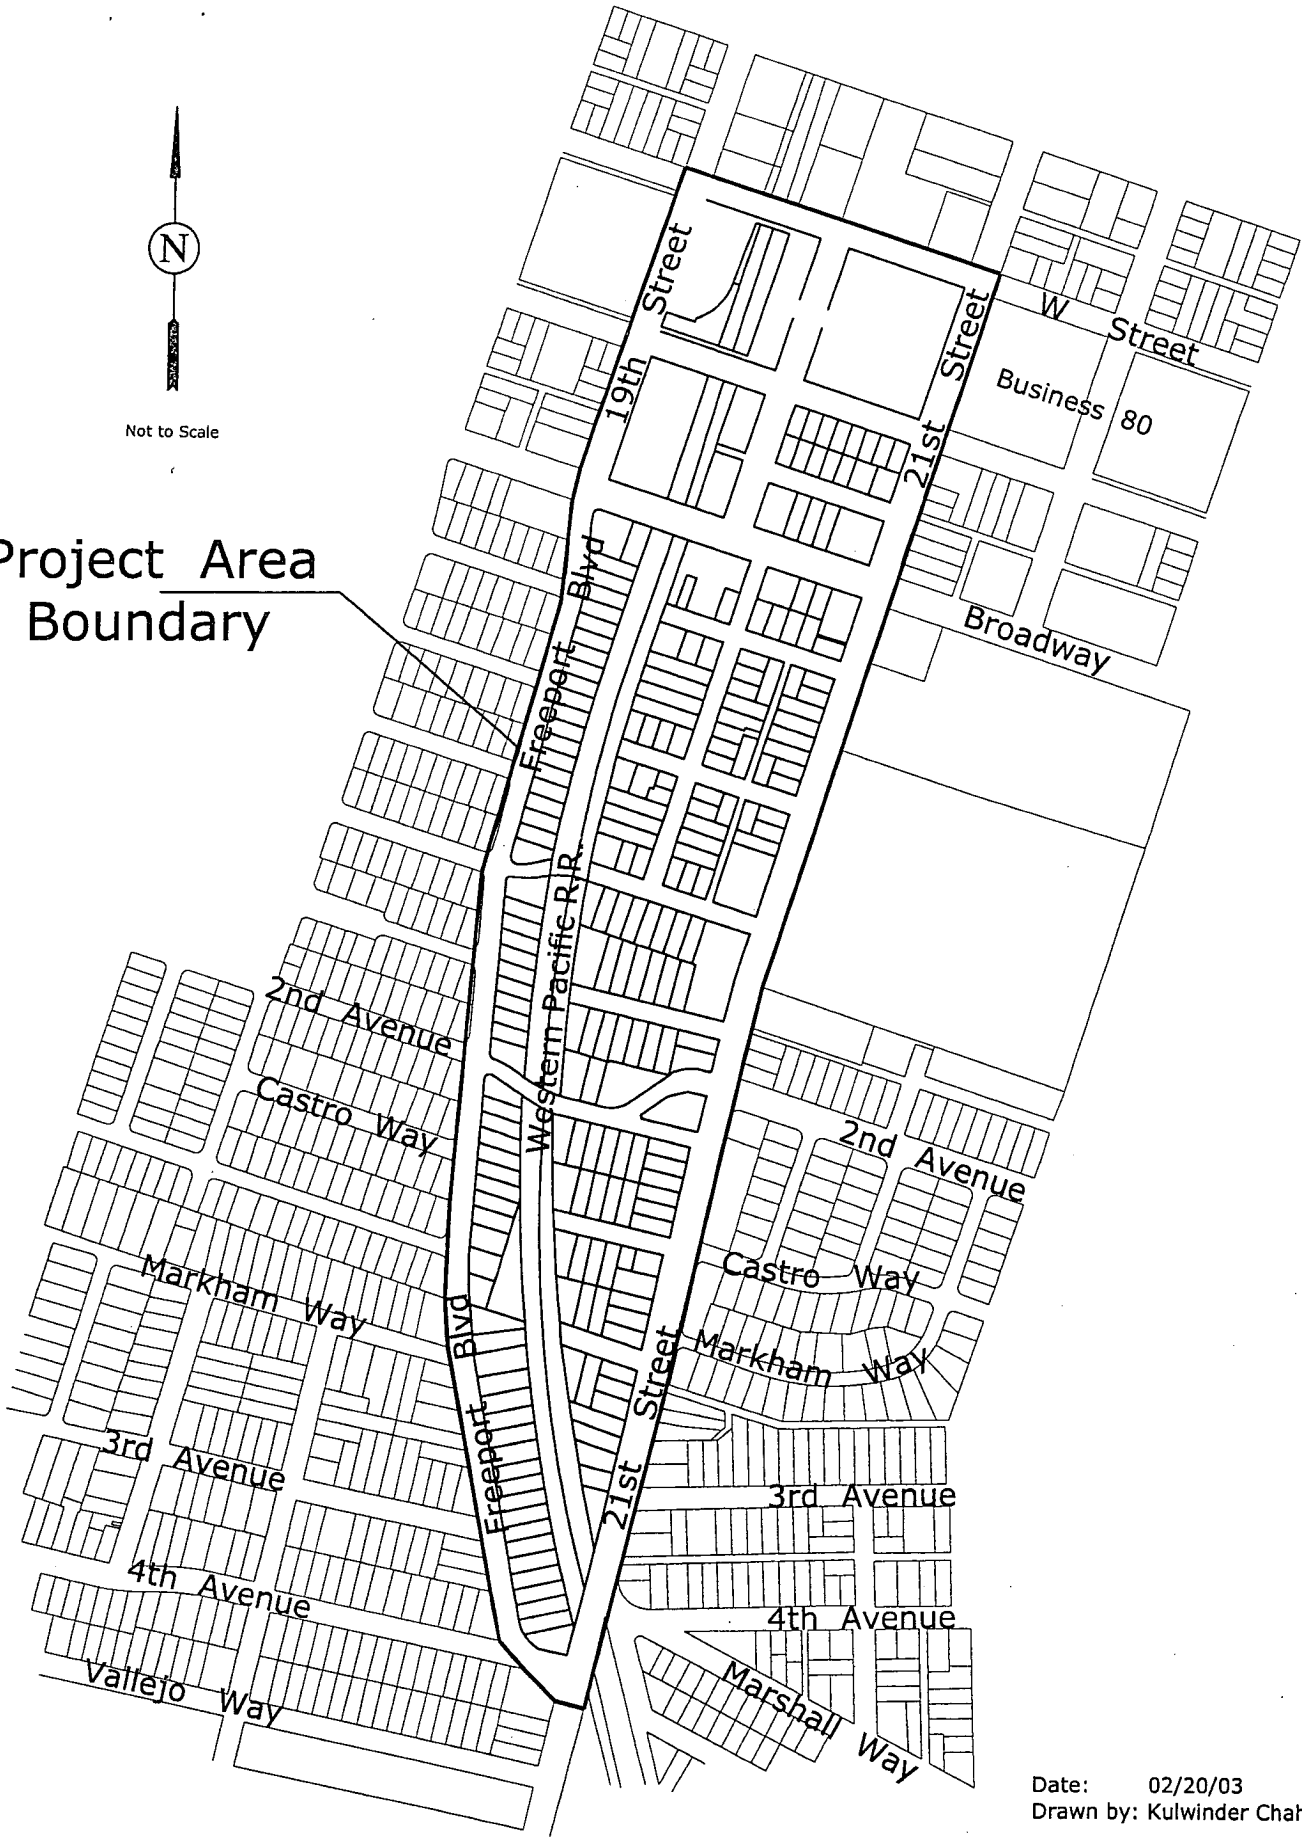 N
Not to Scale
Project Area
Boundary
19th Street
21st Street
W Street
Business 80
Broadway
Freeport Blvd
Western Pacific R.R.
2nd Avenue
Castro Way
Markham Way
3rd Avenue
4th Avenue
Vallejo Way
Freeport Blvd
21st Street
2nd Avenue
Castro Way
Markham Way
3rd Avenue
4th Avenue
Marshall Way
Date: 02/20/03
Drawn by: Kulwinder